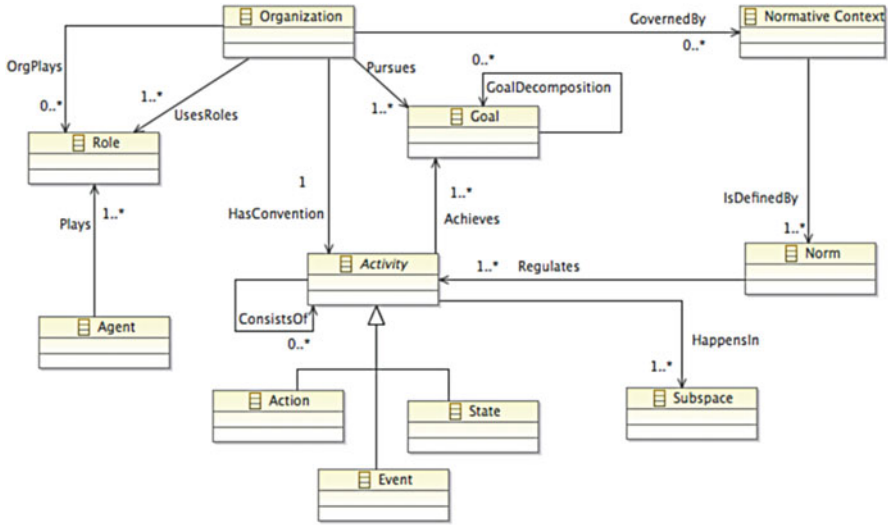 Organization
GovernedBy
0..*
Normative Context
OrgPlays
0..*
1..*
UsesRoles
Pursues
1..*
0..*
GoalDecomposition
Goal
Role
1
HasConvention
1..*
Achieves
IsDefinedBy
1..*
Plays
1..*
Activity
1..*
Regulates
Norm
ConsistsOf
0..*
Agent
HappensIn
1..*
Action
State
Subspace
Event